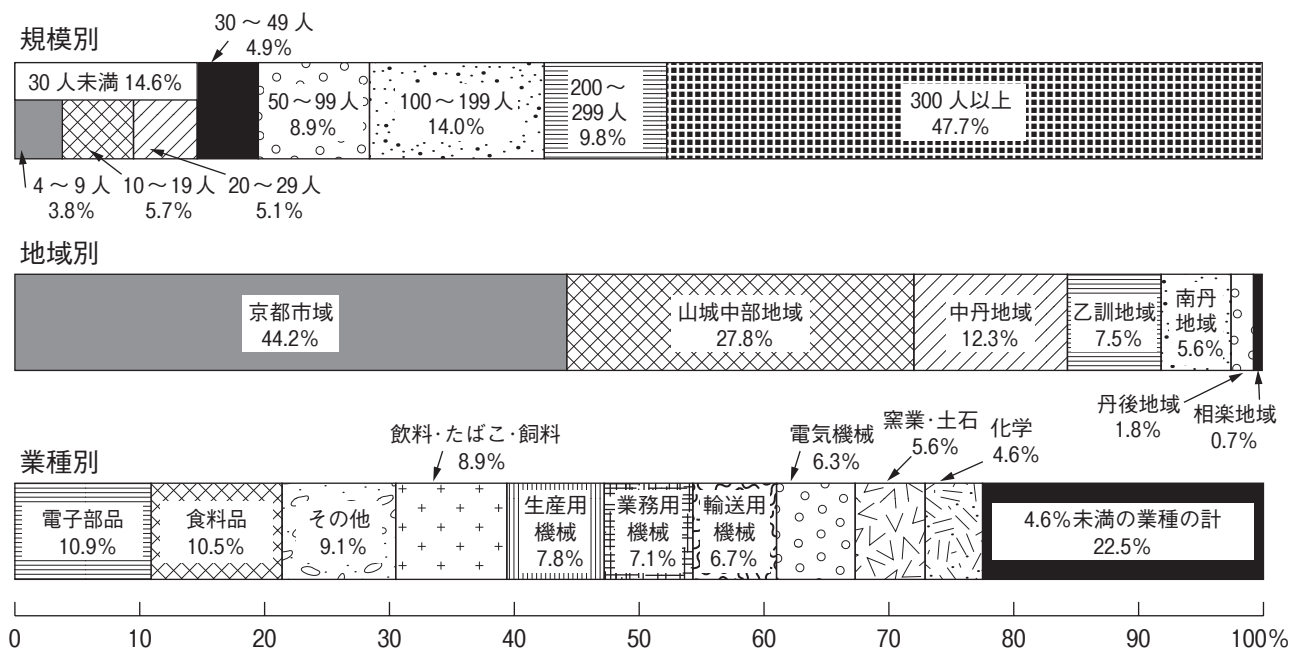 規模別
30～49人
4.9%
30人未満 14.6%
50～99人
8.9%
100～199人
14.0%
200～
299人
9.8%
300人以上
47.7%
4～9人
3.8%
10～19人
5.7%
20～29人
5.1%
地域別
京都市域
44.2%
山城中部地域
27.8%
中丹地域
12.3%
乙訓地域
7.5%
南丹
地域
5.6%
丹後地域
1.8%
相楽地域
0.7%
業種別
電子部品
10.9%
食料品
10.5%
その他
9.1%
飲料･たばこ･飼料
8.9%
生産用
機械
7.8%
業務用
機械
7.1%
輸送用
機械
6.7%
電気機械
6.3%
窯業･土石
5.6%
化学
4.6%
4.6%未満の業種の計
22.5%
0 10 20 30 40 50 60 70 80 90 100%